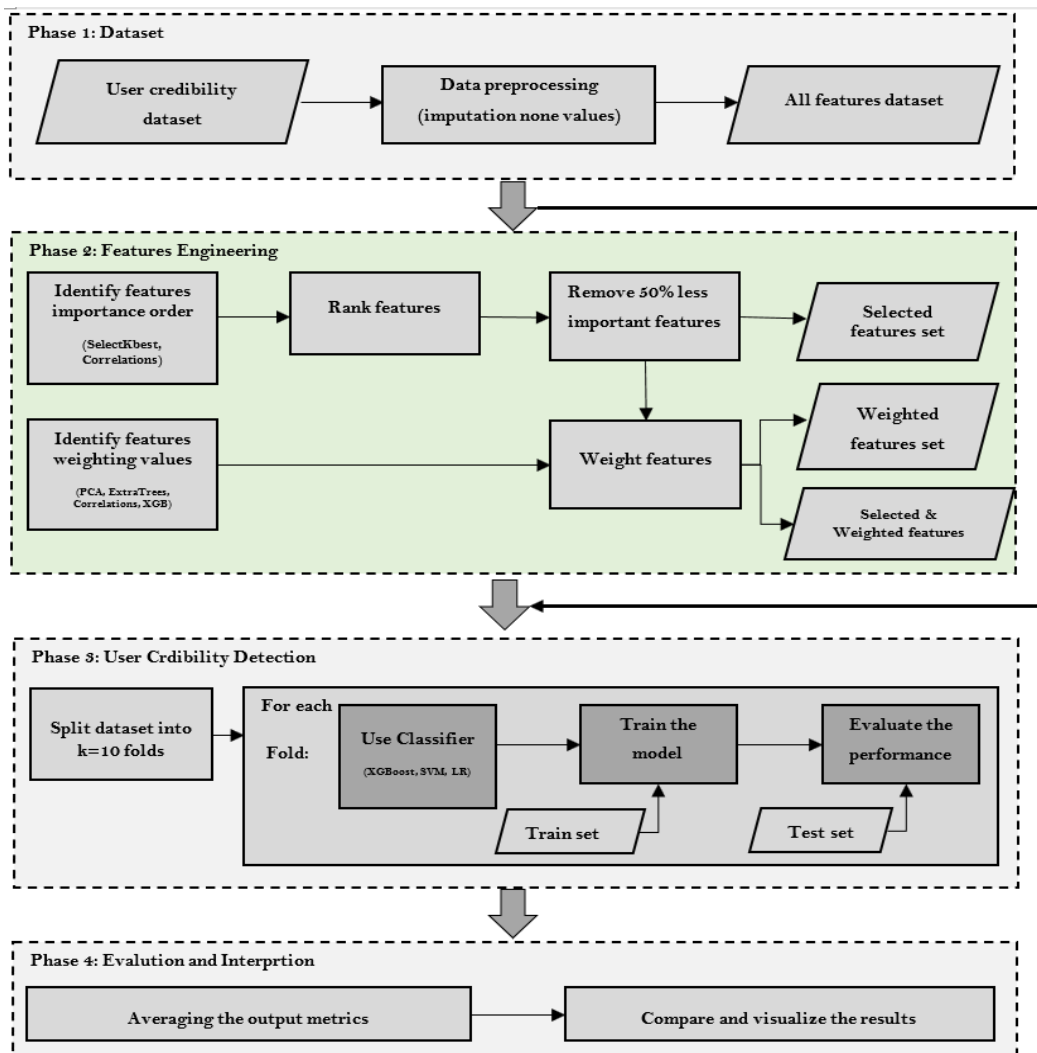 Phase 1: Dataset
User credibility
dataset
Data preprocessing
(imputation none values)
All features dataset
Phase 2: Features Engineering
Identify features
importance order
(SelectKbest,
Correlations)
Rank features
Remove 50% less
important features
Selected
features set
Identify features
weighting values
(PCA, ExtraTrees,
Correlations, XGB)
Weight features
Weighted
features set
Selected &
Weighted features
Phase 3: User Crdibility Detection
Split dataset into
k=10 folds
For each
Fold:
Use Classifier
(XGBoost, SVM, LR)
Train the
model
Evaluate the
performance
Train set
Test set
Phase 4: Evalution and Interprtion
Averaging the output metrics
Compare and visualize the results